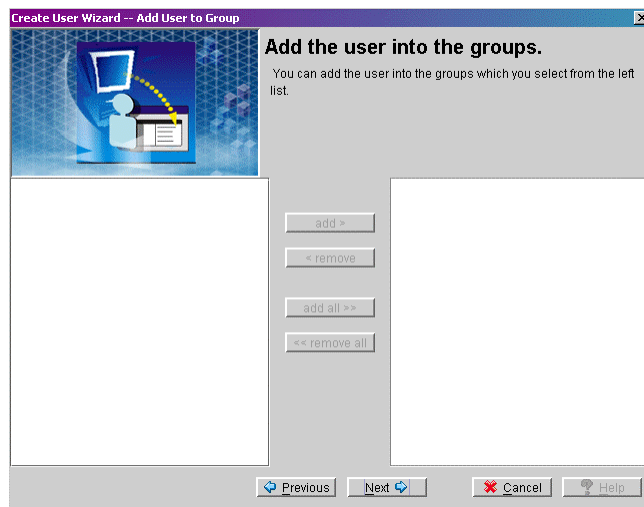 Create User Wizard -- Add User to Group
Add the user into the groups.
You can add the user into the groups which you select from the left
list.
add >
< remove
add all >>
<< remove all
Previous
Next
Cancel
Help